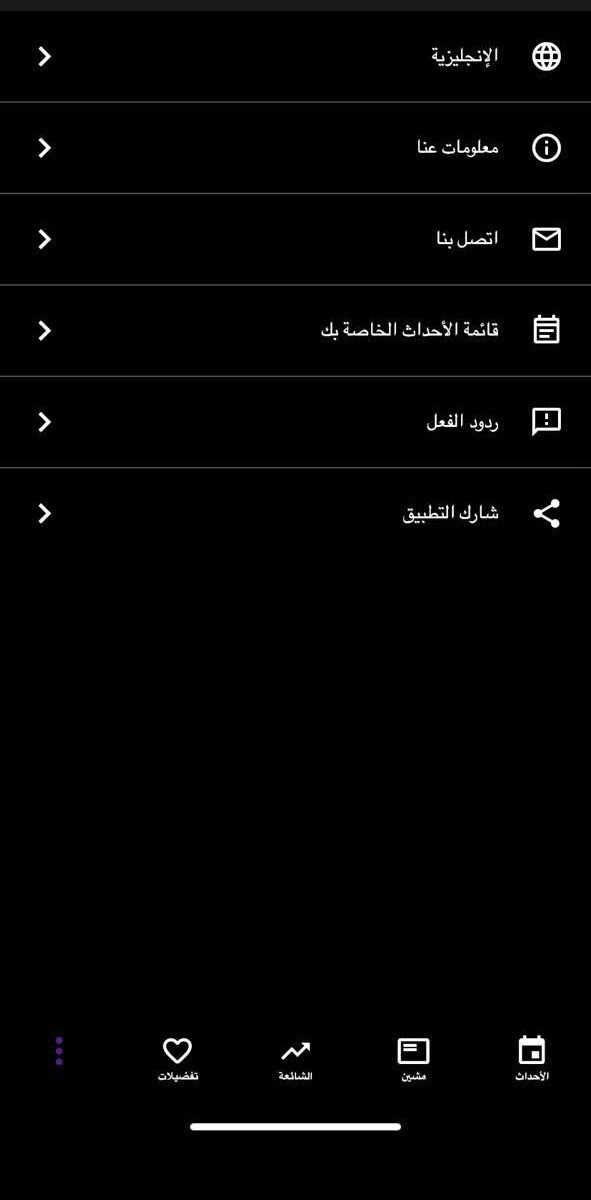 الإنجليزية
معلومات عنا
اتصل بنا
قائمة الأحداث الخاصة بك
ردود الفعل
شارك التطبيق
الأحداث
مشين
الشائعة
تفضيلات